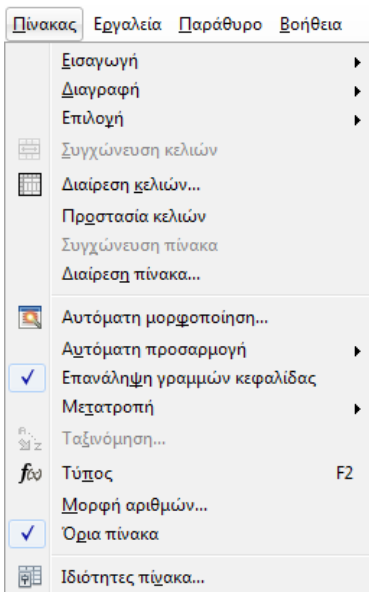 Πίνακας Εργαλεία Παράθυρο Βοήθεια
Εισαγωγή
Διαγραφή
Επιλογή
Συγχώνευση κελιών
Διαίρεση κελιών...
Προστασία κελιών
Συγχώνευση πίνακα
Διαίρεση πίνακα...
Αυτόματη μορφοποίηση...
Αυτόματη προσαρμογή
Επανάληψη γραμμών κεφαλίδας
Μετατροπή
Ταξινόμηση...
f(x) Τύπος F2
Μορφή αριθμών...
Όρια πίνακα
Ιδιότητες πίνακα...